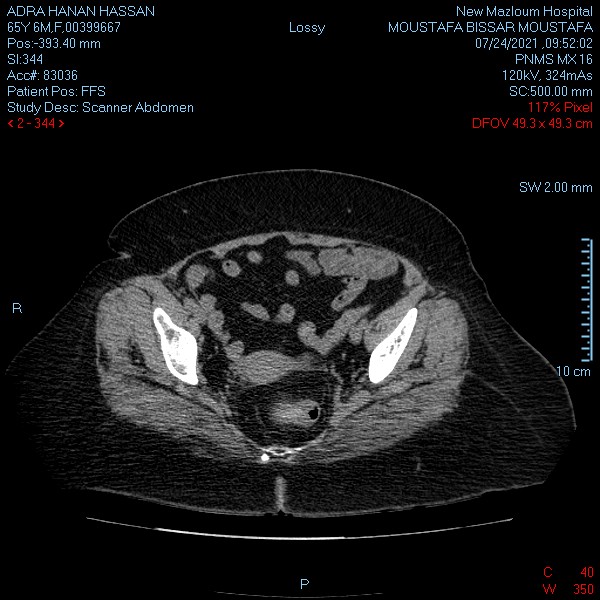 ADRA HANAN HASSAN
65Y 6M,F,00399667
Pos:-393.40 mm
SI:344
Acc#: 83036
Patient Pos: FFS
Study Desc: Scanner Abdomen
< 2 - 344 >
Lossy
New Mazloum Hospital
MOUSTAFA BISSAR MOUSTAFA
07/24/2021 ,09:52:02
PNMS MX 16
120kV, 324mAs
SC:500.00 mm
117% Pixel
DFOV 49.3 x 49.3 cm
SW 2.00 mm
R
10 cm
P
C 40
W 350